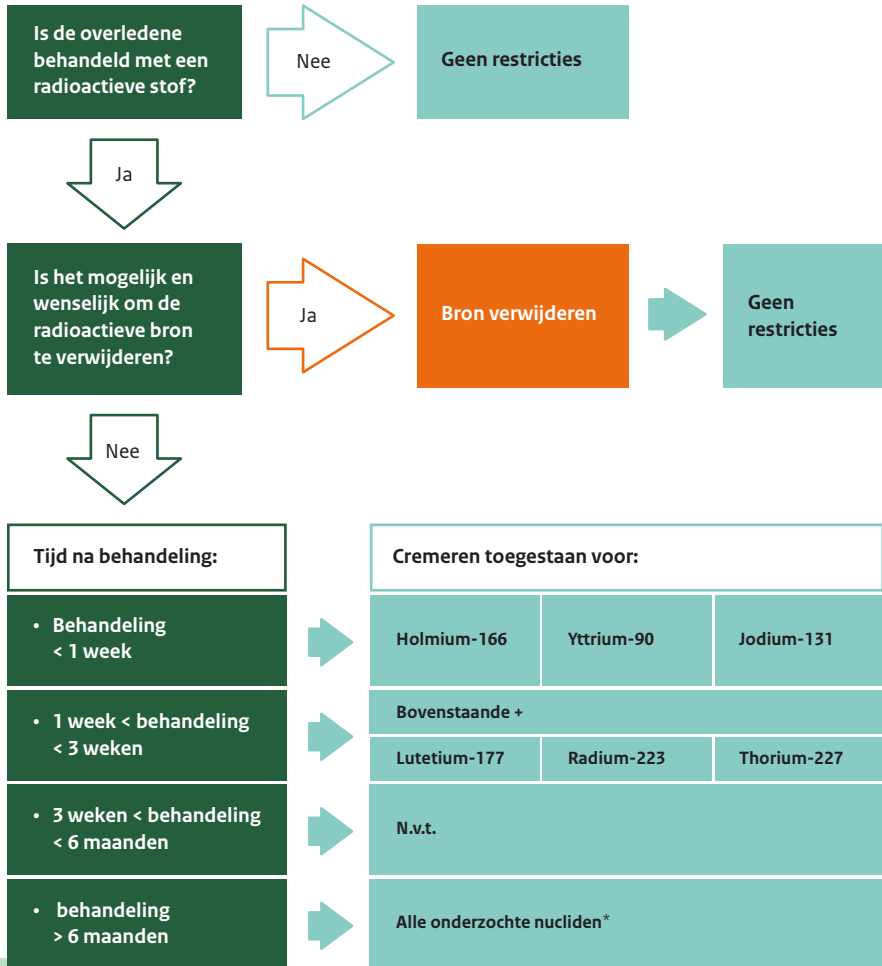 Is de overledene
behandeld met een
radioactieve stof?
Nee
Geen restricties
Ja
Is het mogelijk en
wenselijk om de
radioactieve bron
te verwijderen?
Ja
Bron verwijderen
Geen
restricties
Nee
Tijd na behandeling:
Cremeren toegestaan voor:
• Behandeling
< 1 week
Holmium-166
Yttrium-90
Jodium-131
• 1 week < behandeling
< 3 weken
Bovenstaande +
Lutetium-177
Radium-223
Thorium-227
• 3 weken < behandeling
< 6 maanden
N.v.t.
• behandeling
> 6 maanden
Alle onderzochte nucliden*